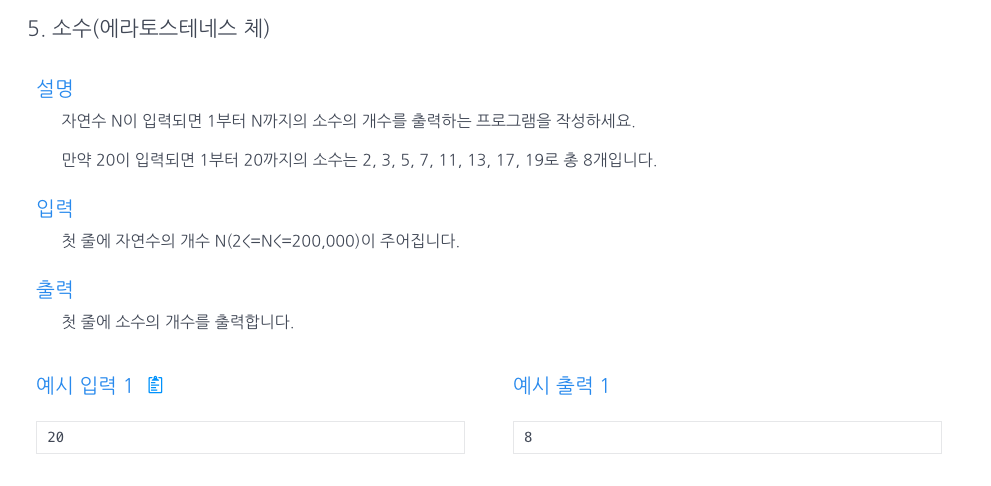 5. 소수(에라토스테네스 체)
설명
자연수 N이 입력되면 1부터 N까지의 소수의 개수를 출력하는 프로그램을 작성하세요.
만약 20이 입력되면 1부터 20까지의 소수는 2, 3, 5, 7, 11, 13, 17, 19로 총 8개입니다.
입력
첫 줄에 자연수의 개수 N(2<=N<=200,000)이 주어집니다.
출력
첫 줄에 소수의 개수를 출력합니다.
예시 입력 1
20
예시 출력 1
8